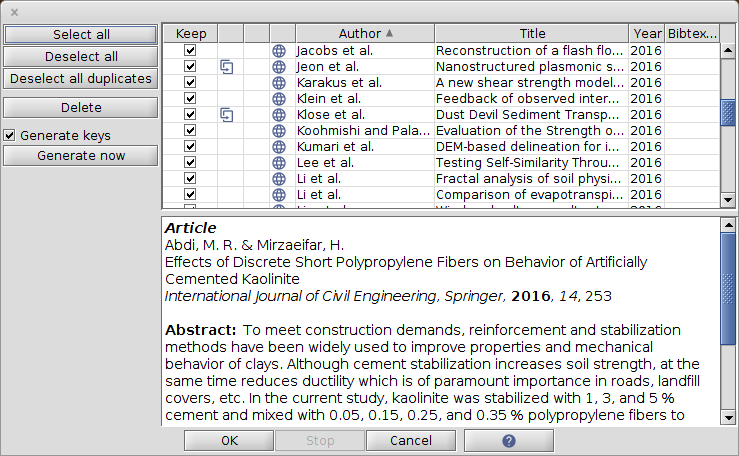 Select all
Deselect all
Deselect all duplicates
Delete
Generate keys
Generate now
Keep Author Title Year Bibtex...
Jacobs et al. Reconstruction of a flash flo... 2016
Jeon et al. Nanostructured plasmonic s... 2016
Karakus et al. A new shear strength model... 2016
Klein et al. Feedback of observed inter... 2016
Klose et al. Dust Devil Sediment Transp... 2016
Koohmishi and Pala... Evaluation of the Strength o... 2016
Kumari et al. DEM-based delineation for i... 2016
Lee et al. Testing Self-Similarity Throu... 2016
Li et al. Fractal analysis of soil physi... 2016
Li et al. Comparison of evapotranspi... 2016
Article
Abdi, M. R. & Mirzaeifar, H.
Effects of Discrete Short Polypropylene Fibers on Behavior of Artificially
Cemented Kaolinite
International Journal of Civil Engineering, Springer, 2016, 14, 253
Abstract: To meet construction demands, reinforcement and stabilization
methods have been widely used to improve properties and mechanical
behavior of clays. Although cement stabilization increases soil strength, at the
same time reduces ductility which is of paramount importance in roads, landfill
covers, etc. In the current study, kaolinite was stabilized with 1, 3, and 5 %
cement and mixed with 0.05, 0.15, 0.25, and 0.35 % polypropylene fibers to
OK Stop Cancel ?